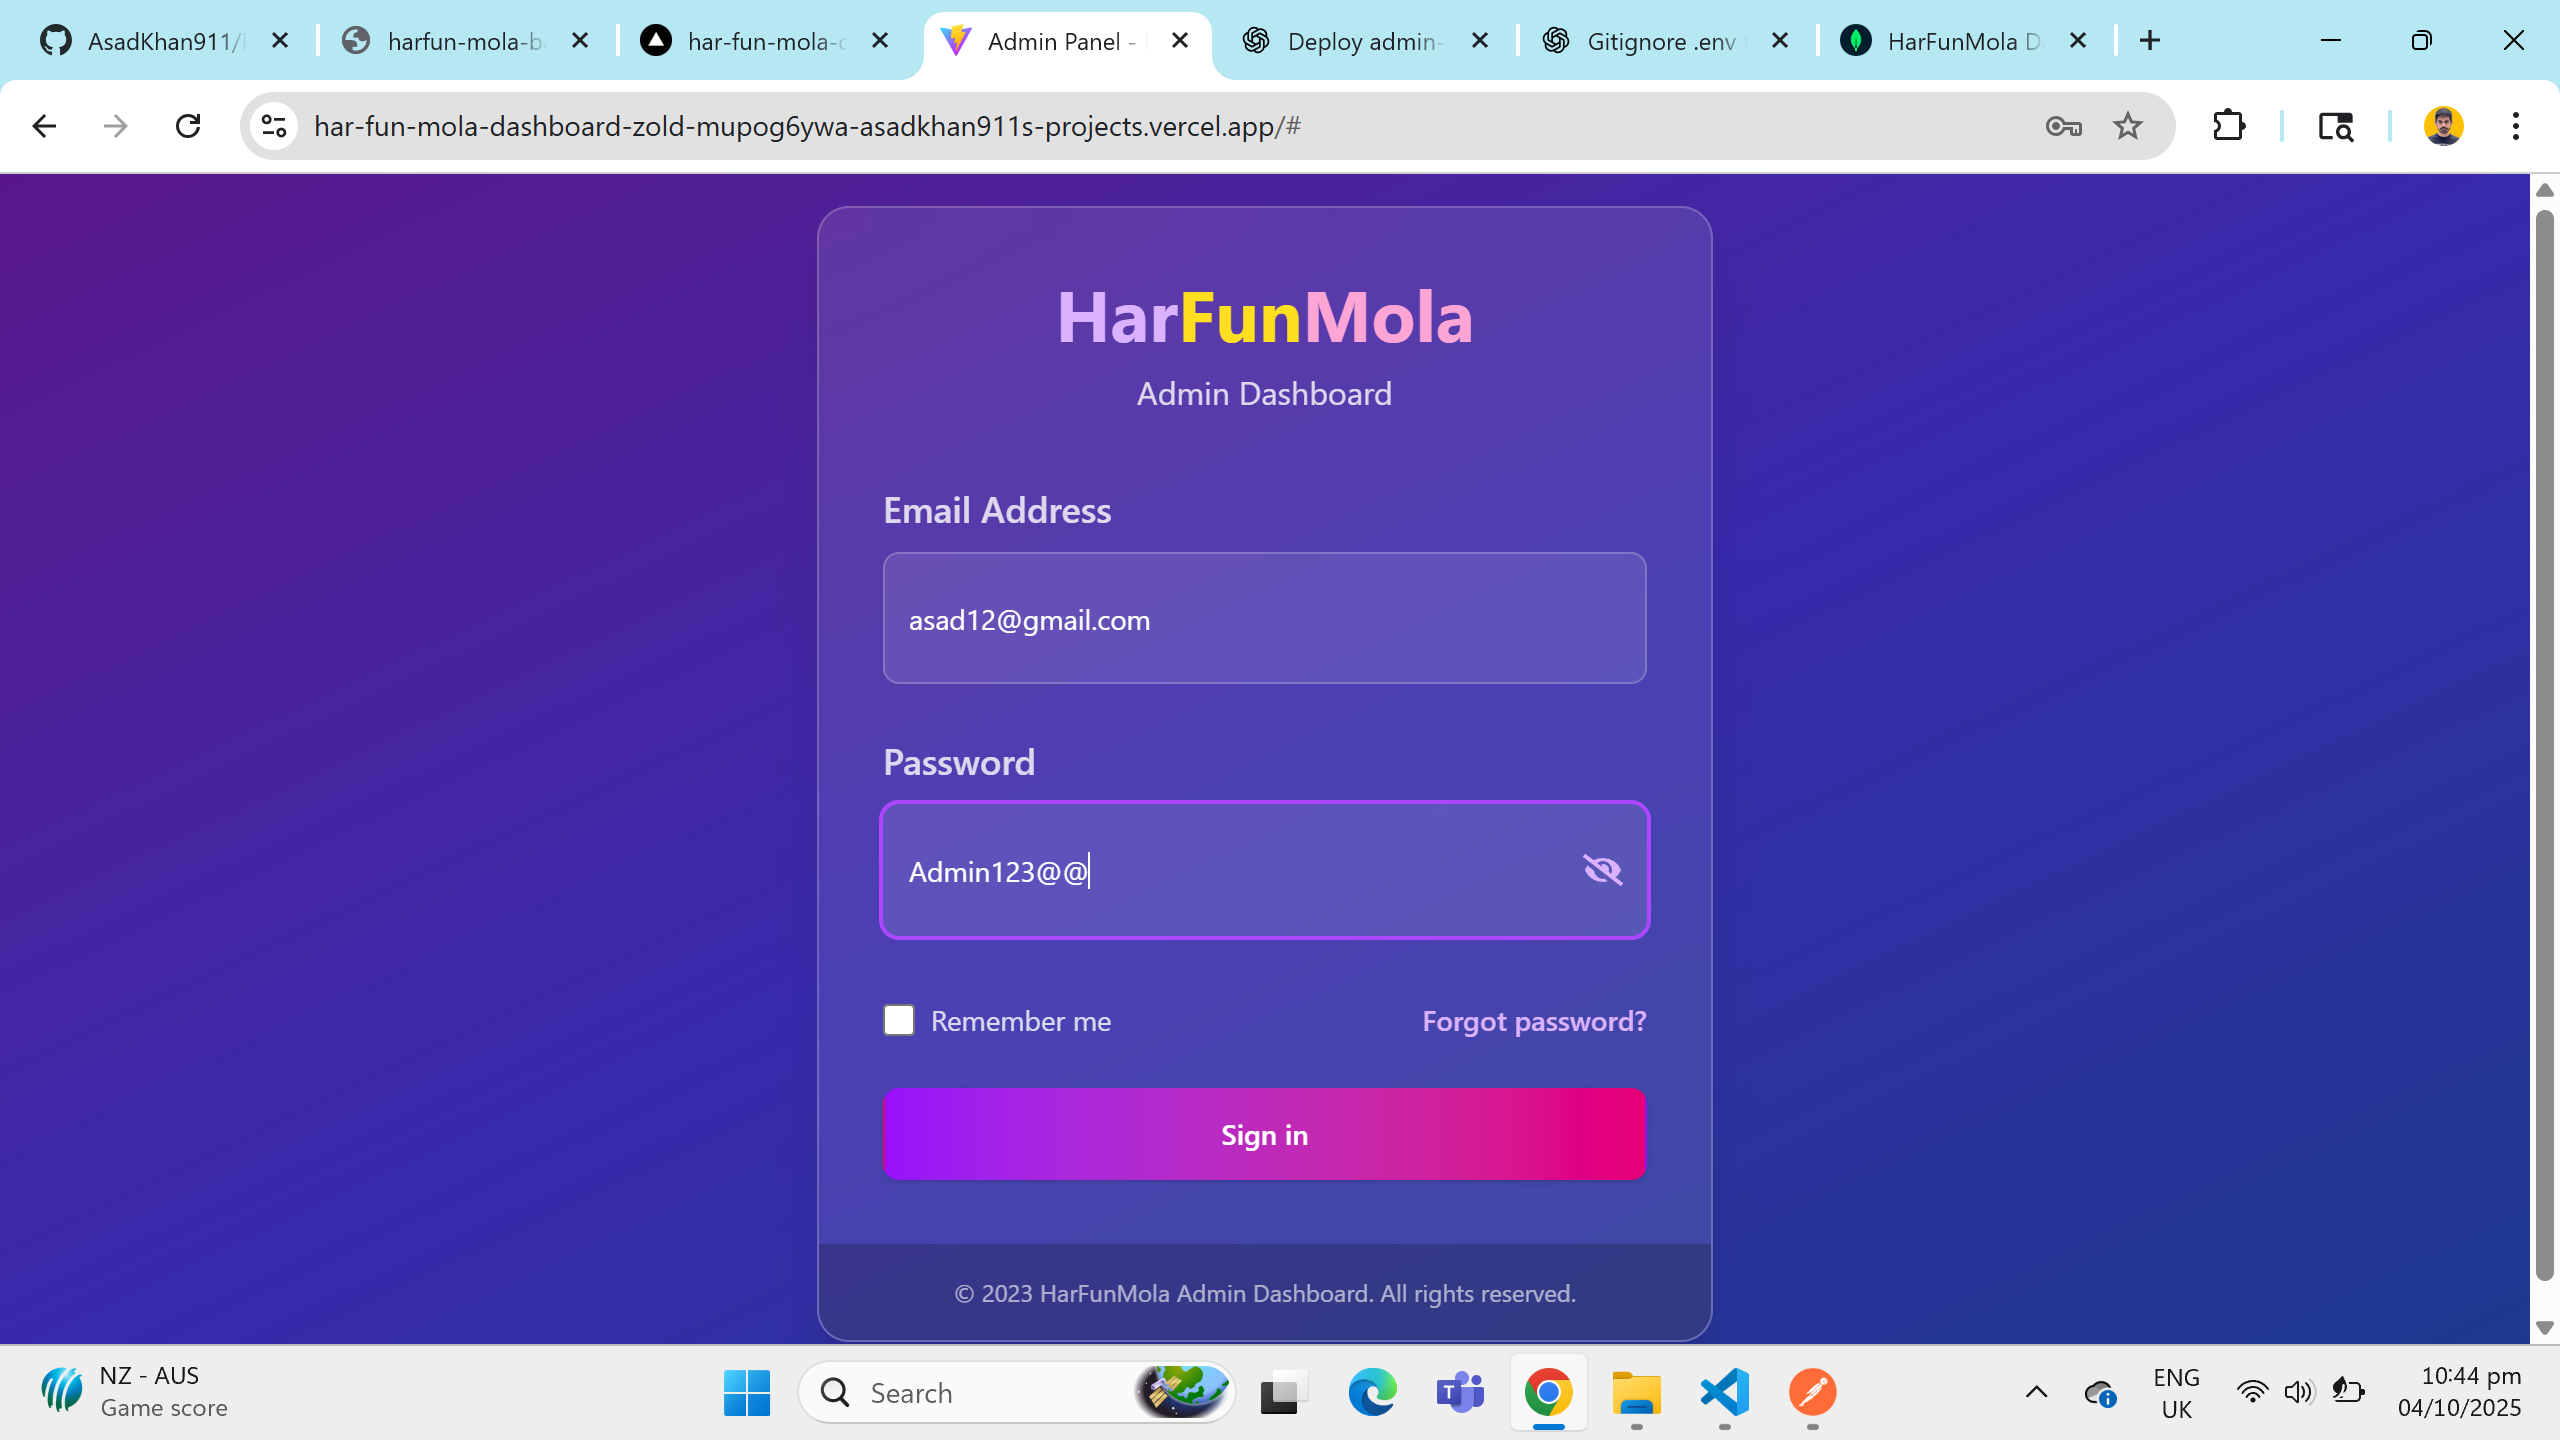 AsadKhan911/
harfun-mola-ba
har-fun-mola-
Admin Panel -
Deploy admin-
Gitignore .env
HarFunMola Da
har-fun-mola-dashboard-zold-mupog6ywa-asadkhan911s-projects.vercel.app/#
HarFunMola
Admin Dashboard
Email Address
asad12@gmail.com
Password
Admin123@@
Remember me
Forgot password?
Sign in
© 2023 HarFunMola Admin Dashboard. All rights reserved.
NZ - AUS
Game score
Search
T
ENG
UK
10:44 pm
04/10/2025